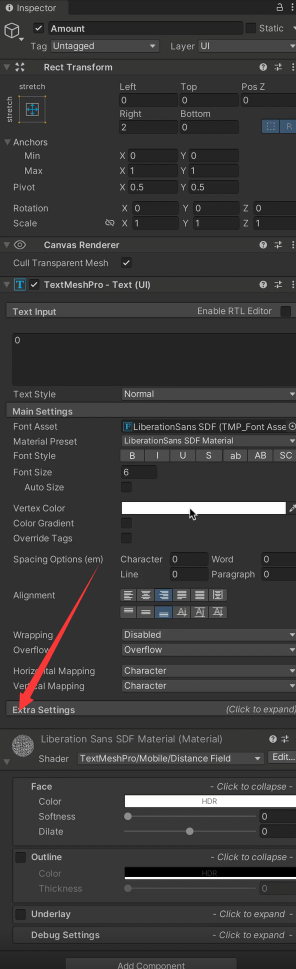 Inspector
Amount
Static
Tag Untagged Layer UI
Rect Transform
stretch
stretch
Left Top Pos Z
0 0 0
Right Bottom
2 0 R
Anchors
Min X 0 Y 0
Max X 1 Y 1
Pivot X 0.5 Y 0.5
Rotation X 0 Y 0 Z 0
Scale X 1 Y 1 Z 1
Canvas Renderer
Cull Transparent Mesh
T TextMeshPro - Text (UI)
Text Input Enable RTL Editor
0
Text Style Normal
Main Settings
Font Asset F LiberationSans SDF (TMP_Font Asse
Material Preset LiberationSans SDF Material
Font Style B I U S ab AB SC
Font Size 6
Auto Size
Vertex Color
Color Gradient
Override Tags
Spacing Options (em) Character 0 Word 0
Line 0 Paragraph 0
Alignment
Wrapping Disabled
Overflow Overflow
Horizontal Mapping Character
Vertical Mapping Character
Extra Settings (Click to expand)
Liberation Sans SDF Material (Material)
Shader TextMeshPro/Mobile/Distance Field Edit...
Face - Click to collapse -
Color HDR
Softness 0
Dilate 0
Outline - Click to collapse -
Color HDR
Thickness 0
Underlay - Click to expand -
Debug Settings - Click to expand -
Add Component